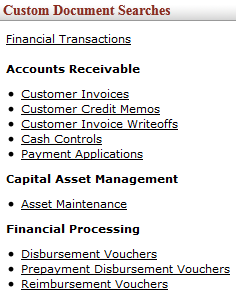 Custom Document Searches
Financial Transactions
Accounts Receivable
Customer Invoices
Customer Credit Memos
Customer Invoice Writeoffs
Cash Controls
Payment Applications
Capital Asset Management
Asset Maintenance
Financial Processing
Disbursement Vouchers
Prepayment Disbursement Vouchers
Reimbursement Vouchers